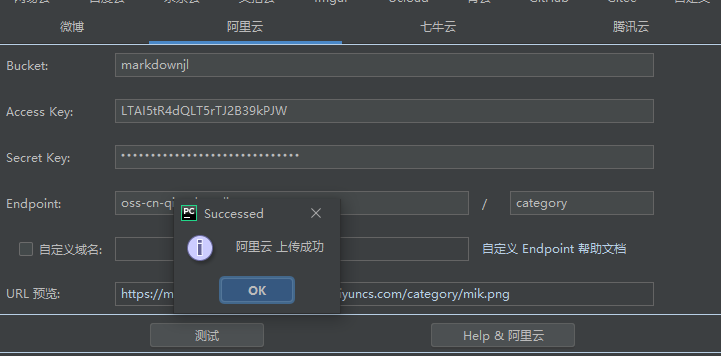 微博 阿里云 七牛云 腾讯云
Bucket: markdownjl
Access Key: LTAI5tR4dQLT5rTJ2B39kPJW
Secret Key: ******************************
Endpoint: oss-cn-qi / category
PC Successed
阿里云 上传成功
自定义域名: 自定义 Endpoint 帮助文档
OK
URL 预览: https://m iyuncs.com/category/mik.png
测试 Help & 阿里云